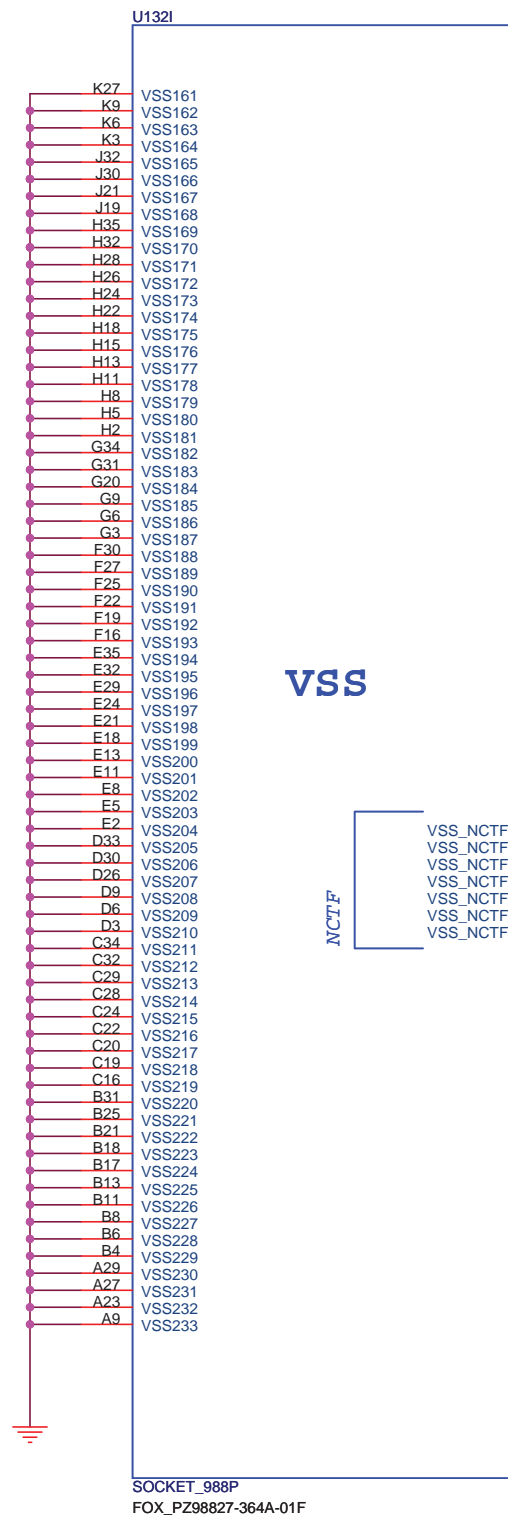 U132I
K27 VSS161
K9 VSS162
K6 VSS163
K3 VSS164
J32 VSS165
J30 VSS166
J21 VSS167
J19 VSS168
H35 VSS169
H32 VSS170
H28 VSS171
H26 VSS172
H24 VSS173
H22 VSS174
H18 VSS175
H15 VSS176
H13 VSS177
H11 VSS178
H8 VSS179
H5 VSS180
H2 VSS181
G34 VSS182
G31 VSS183
G20 VSS184
G9 VSS185
G6 VSS186
G3 VSS187
F30 VSS188
F27 VSS189
F25 VSS190
F22 VSS191
F19 VSS192
F16 VSS193
E35 VSS194
E32 VSS195
E29 VSS196
E24 VSS197
E21 VSS198
E18 VSS199
E13 VSS200
E11 VSS201
E8 VSS202
E5 VSS203
E2 VSS204
D33 VSS205
D30 VSS206
D26 VSS207
D9 VSS208
D6 VSS209
D3 VSS210
C34 VSS211
C32 VSS212
C29 VSS213
C28 VSS214
C24 VSS215
C22 VSS216
C20 VSS217
C19 VSS218
C16 VSS219
B31 VSS220
B25 VSS221
B21 VSS222
B18 VSS223
B17 VSS224
B13 VSS225
B11 VSS226
B8 VSS227
B6 VSS228
B4 VSS229
A29 VSS230
A27 VSS231
A23 VSS232
A9 VSS233
VSS
NCTF
VSS_NCTF
VSS_NCTF
VSS_NCTF
VSS_NCTF
VSS_NCTF
VSS_NCTF
VSS_NCTF
SOCKET_988P
FOX_PZ98827-364A-01F